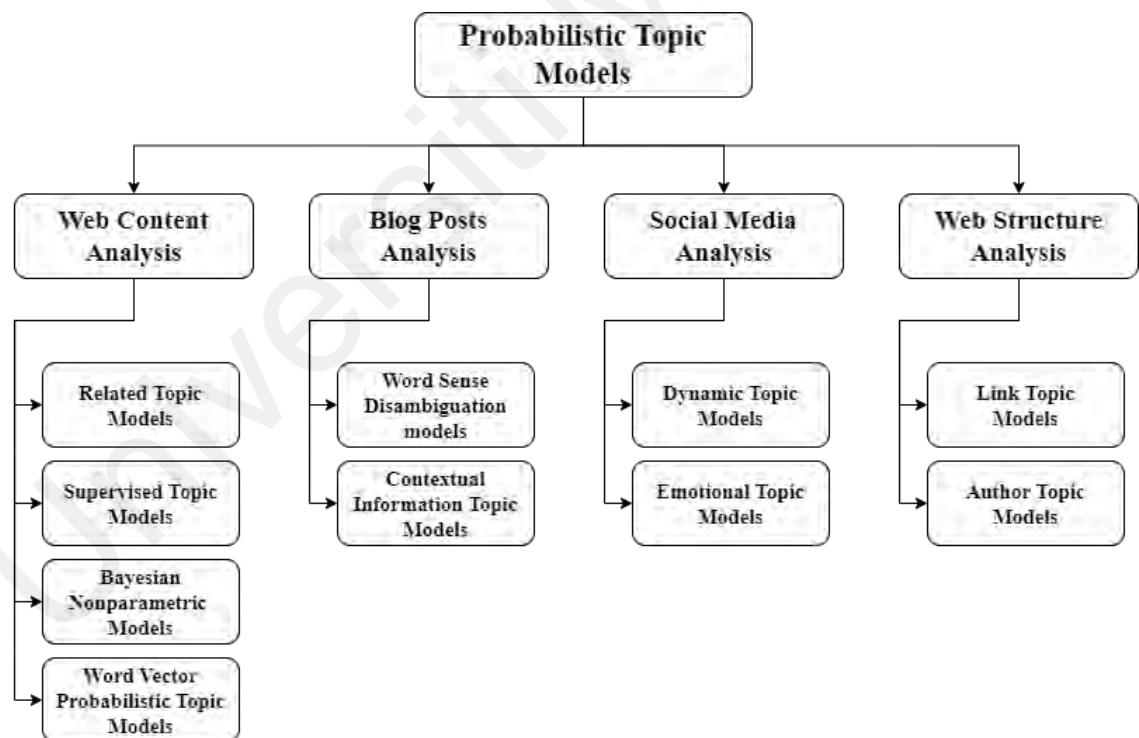 Probabilistic Topic
Models
Web Content
Analysis
Blog Posts
Analysis
Social Media
Analysis
Web Structure
Analysis
Related Topic
Models
Supervised Topic
Models
Bayesian
Nonparametric
Models
Word Vector
Probabilistic Topic
Models
Word Sense
Disambiguation
models
Contextual
Information Topic
Models
Dynamic Topic
Models
Emotional Topic
Models
Link Topic
Models
Author Topic
Models
Universiti